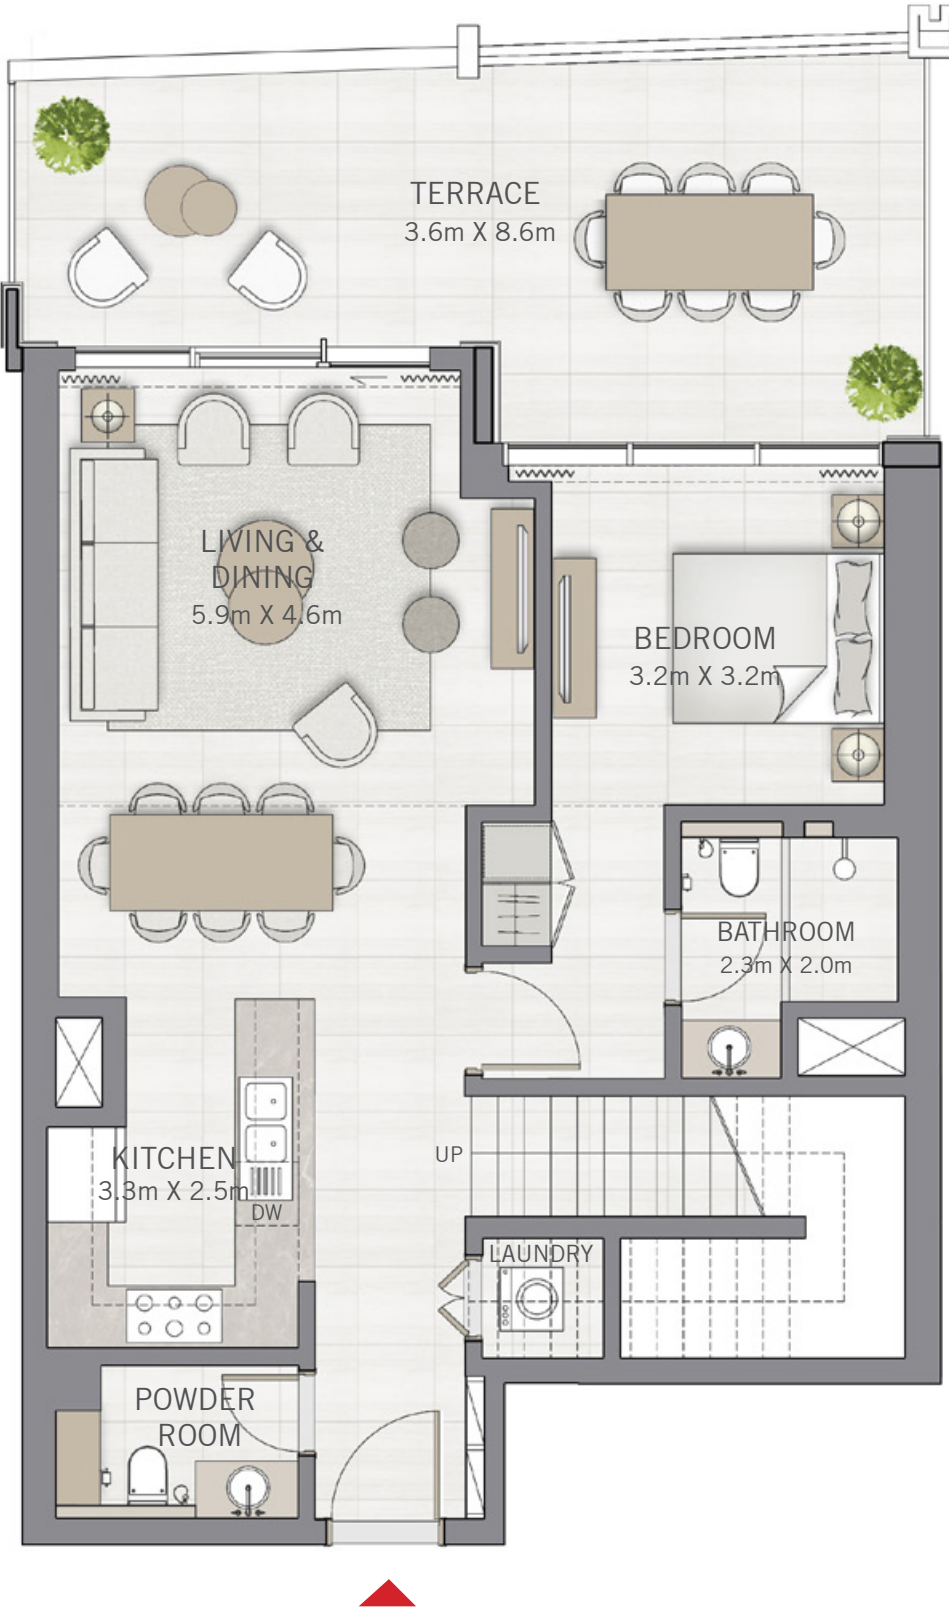 TERRACE
3.6m X 8.6m
LIVING &
DINING
5.9m X 4.6m
BEDROOM
3.2m X 3.2m
BATHROOM
2.3m X 2.0m
KITCHEN
3.3m X 2.5m
UP
DW
LAUNDRY
POWDER
ROOM